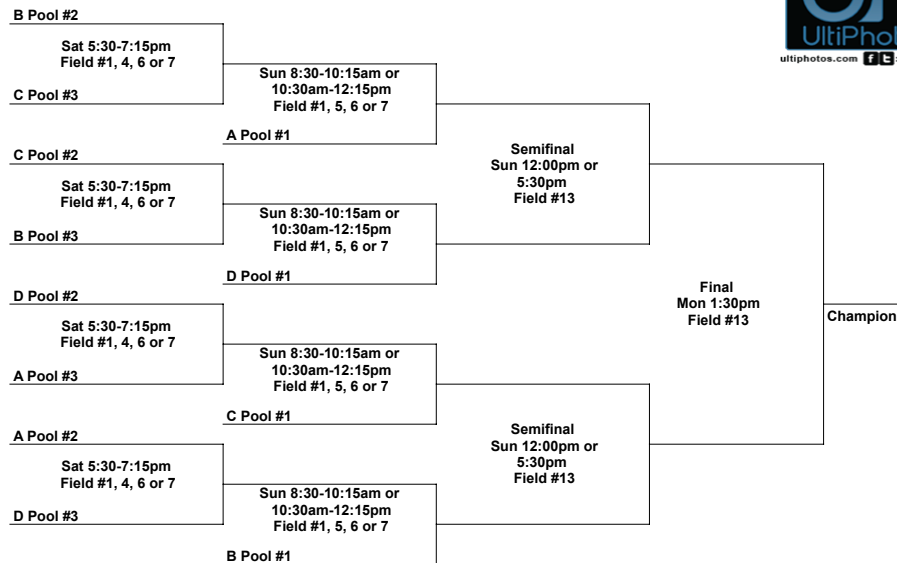 B Pool #2
Sat 5:30-7:15pm
Field #1, 4, 6 or 7
C Pool #3
Sun 8:30-10:15am or
10:30am-12:15pm
Field #1, 5, 6 or 7
A Pool #1
C Pool #2
Sat 5:30-7:15pm
Field #1, 4, 6 or 7
B Pool #3
Sun 8:30-10:15am or
10:30am-12:15pm
Field #1, 5, 6 or 7
D Pool #1
Semifinal
Sun 12:00pm or
5:30pm
Field #13
D Pool #2
Sat 5:30-7:15pm
Field #1, 4, 6 or 7
A Pool #3
Sun 8:30-10:15am or
10:30am-12:15pm
Field #1, 5, 6 or 7
C Pool #1
A Pool #2
Sat 5:30-7:15pm
Field #1, 4, 6 or 7
D Pool #3
Sun 8:30-10:15am or
10:30am-12:15pm
Field #1, 5, 6 or 7
B Pool #1
Semifinal
Sun 12:00pm or
5:30pm
Field #13
Final
Mon 1:30pm
Field #13
Champion
UltiPho
ultiphotos.com